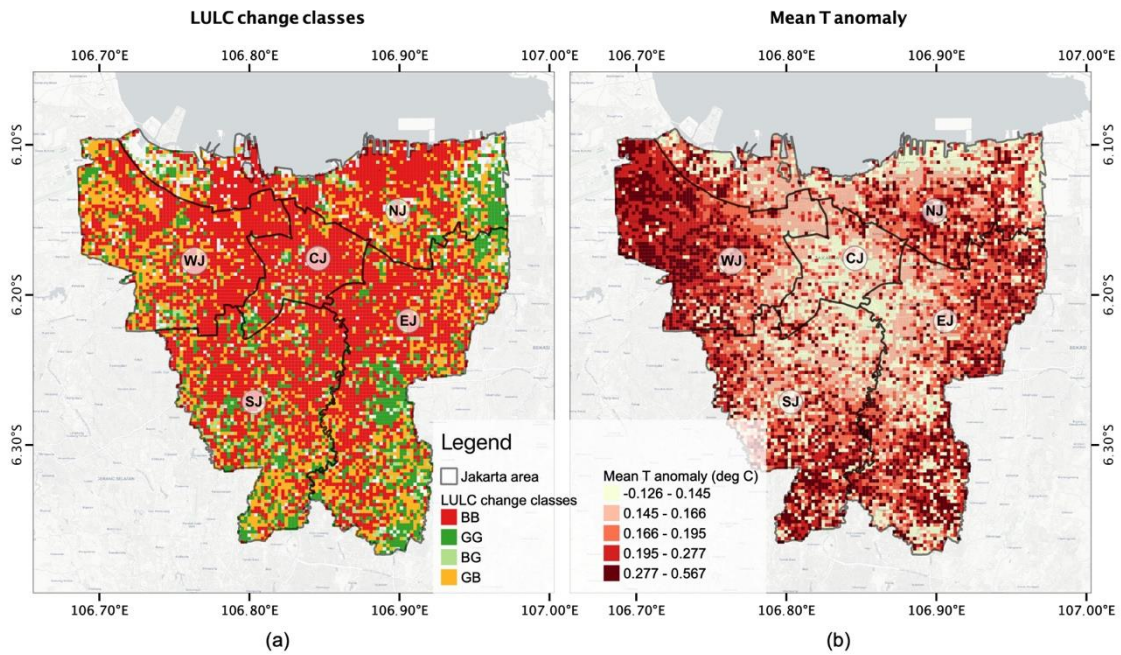 LULC change classes
Mean T anomaly
106.70°E 106.80°E 106.90°E 107.00°E
106.70°E 106.80°E 106.90°E 107.00°E
6.10°S
6.20°S
6.30°S
NJ
WJ
CJ
EJ
SJ
Legend
Jakarta area
LULC change classes
BB
GG
BG
GB
NJ
WJ
CJ
EJ
SJ
Mean T anomaly (deg C)
-0.126 - 0.145
0.145 - 0.166
0.166 - 0.195
0.195 - 0.277
0.277 - 0.567
6.10°S
6.20°S
6.30°S
106.70°E 106.80°E 106.90°E 107.00°E
106.70°E 106.80°E 106.90°E 107.00°E
(a)
(b)